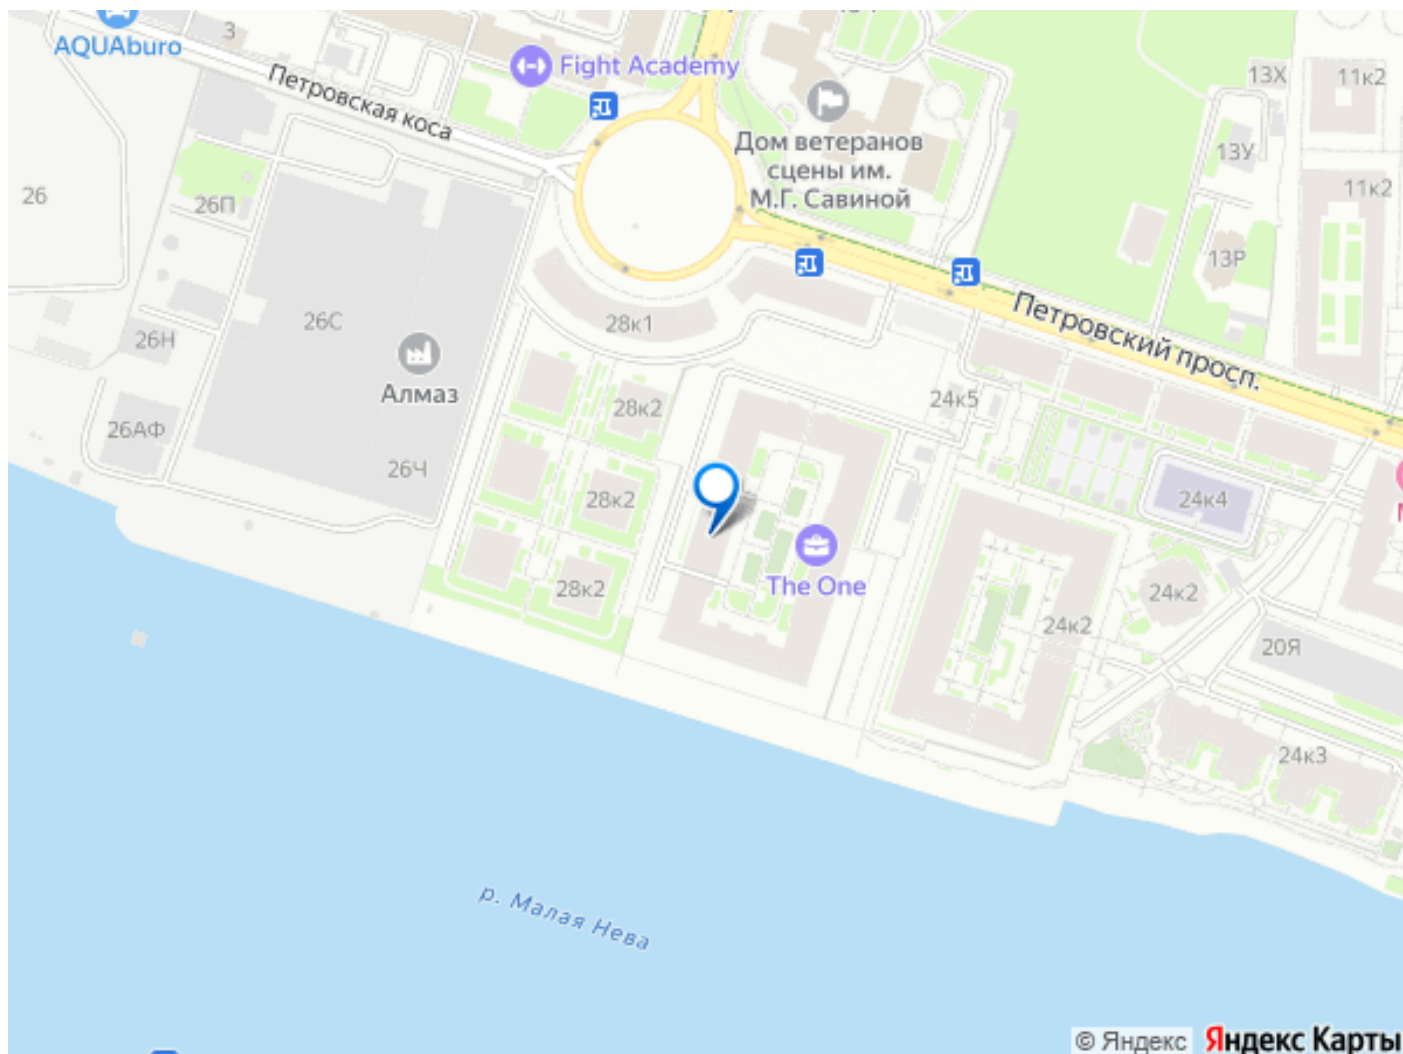 AQUAburo
3
Петровская коса
Fight Academy
Дом ветеранов
сцены им.
М.Г. Савиной
13Х
11к2
13У
11к2
13Р
26
26П
26С
26Н
Алмаз
26АФ
26Ч
28к1
Петровский просп.
28к2
24к5
28к2
24к4
The One
28к2
24к2
24к2
20Я
24к3
р. Малая Нева
© Яндекс Яндекс Карты